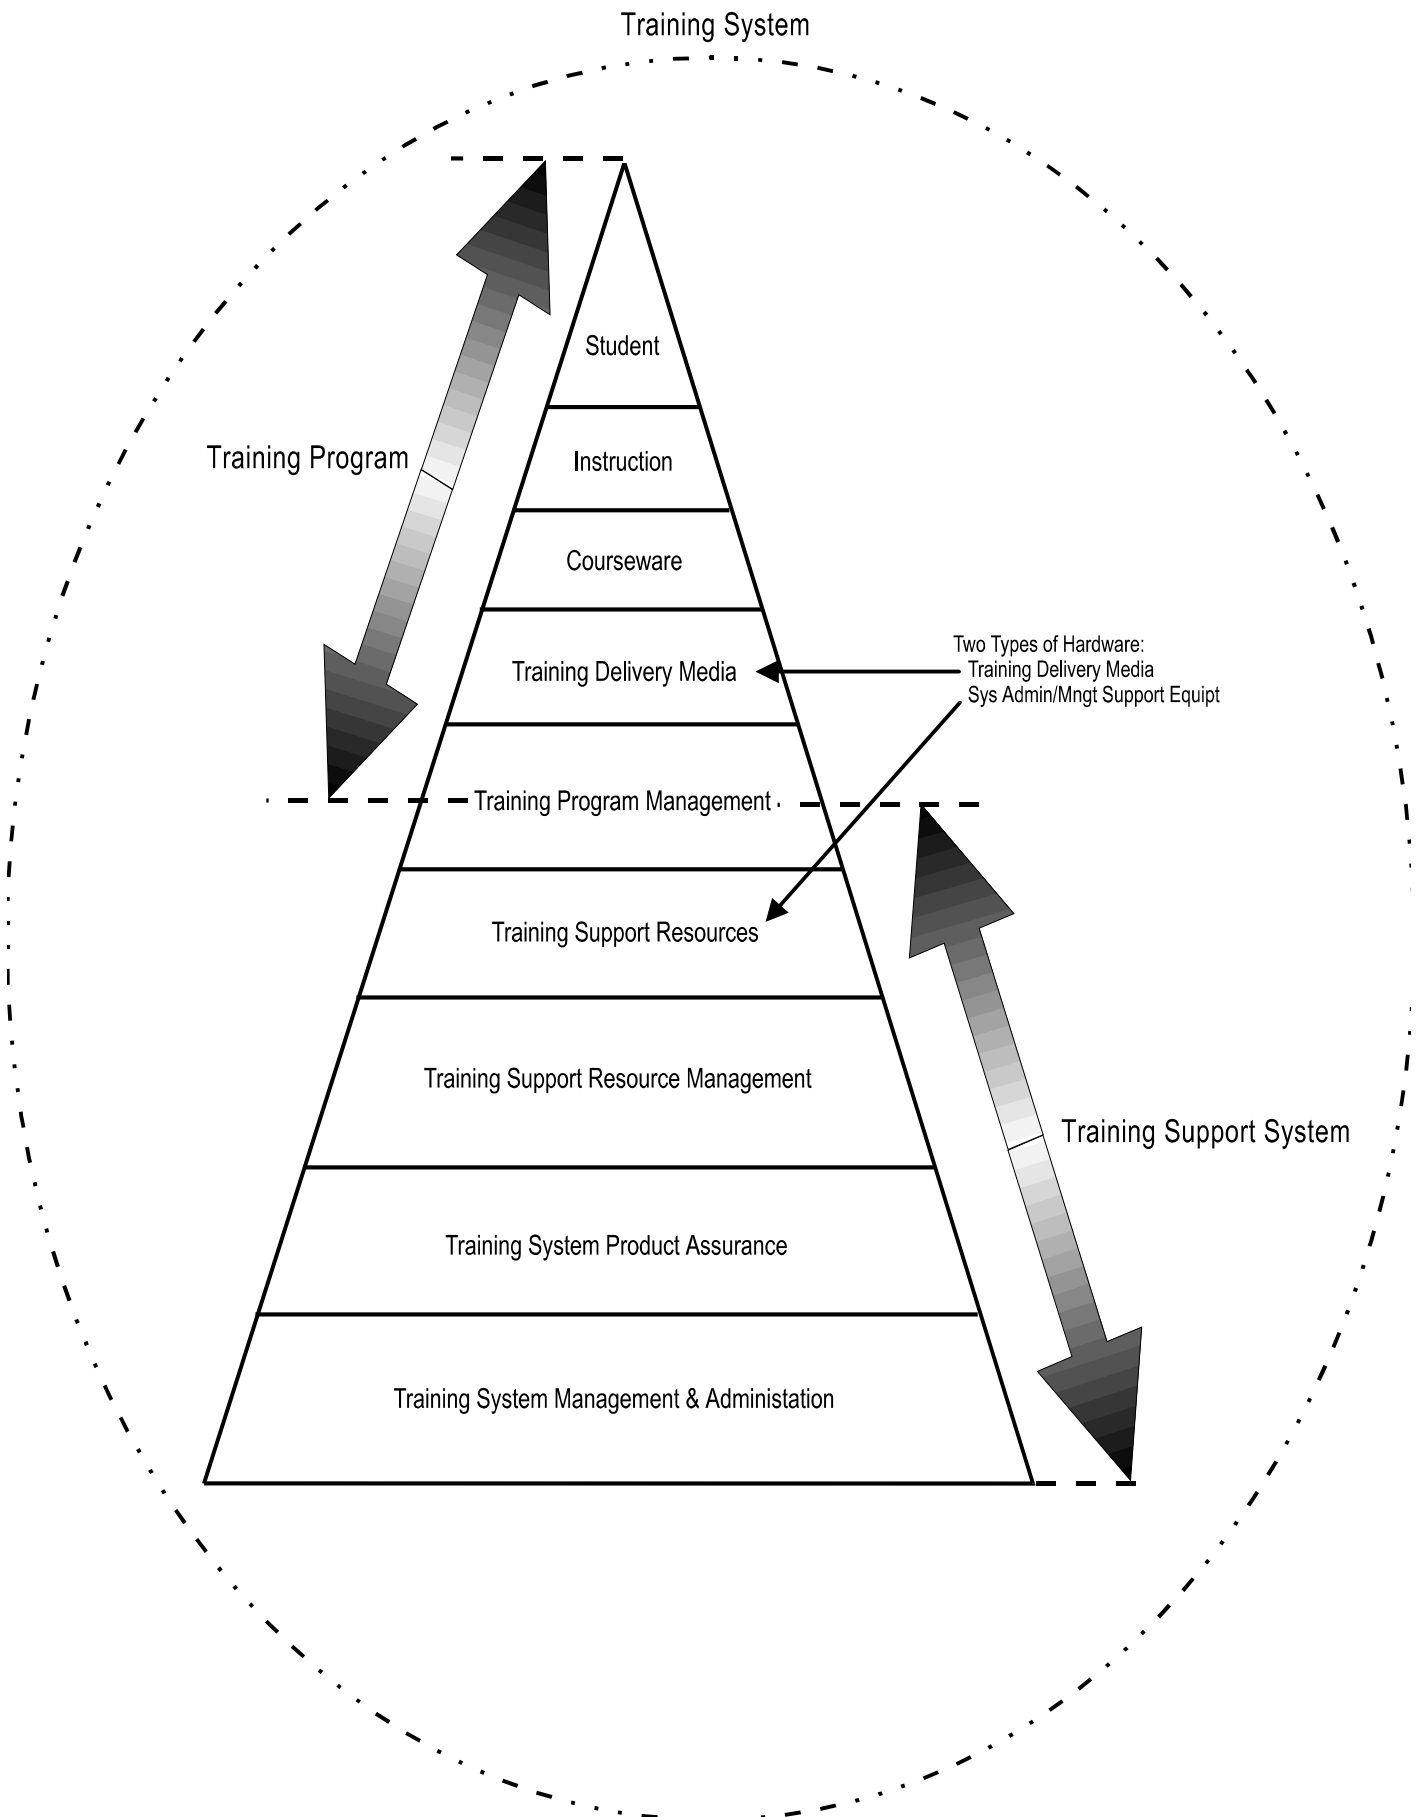 Training System
Student
Training Program
Instruction
Courseware
Two Types of Hardware:
Training Delivery Media
Sys Admin/Mngt Support Equipt
Training Delivery Media
Training Program Management
Training Support Resources
Training Support Resource Management
Training Support System
Training System Product Assurance
Training System Management & Administation